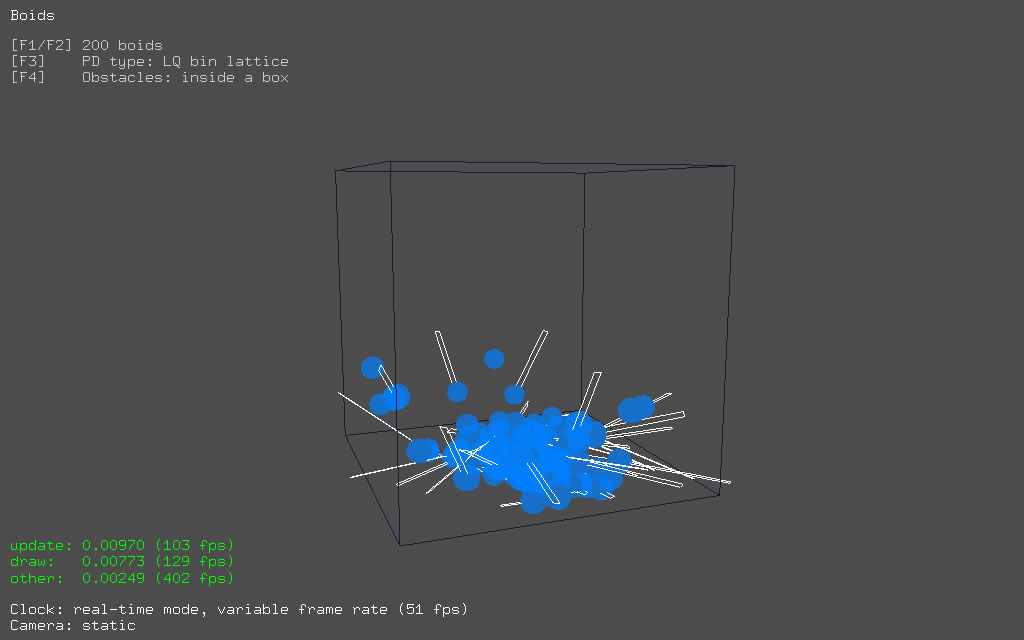 Boids
[F1/F2] 200 boids
[F3] PD type: LQ bin lattice
[F4] Obstacles: inside a box
update: 0.00970 (103 fps)
draw: 0.00773 (129 fps)
other: 0.00249 (402 fps)
Clock: real-time mode, variable frame rate (51 fps)
Camera: static